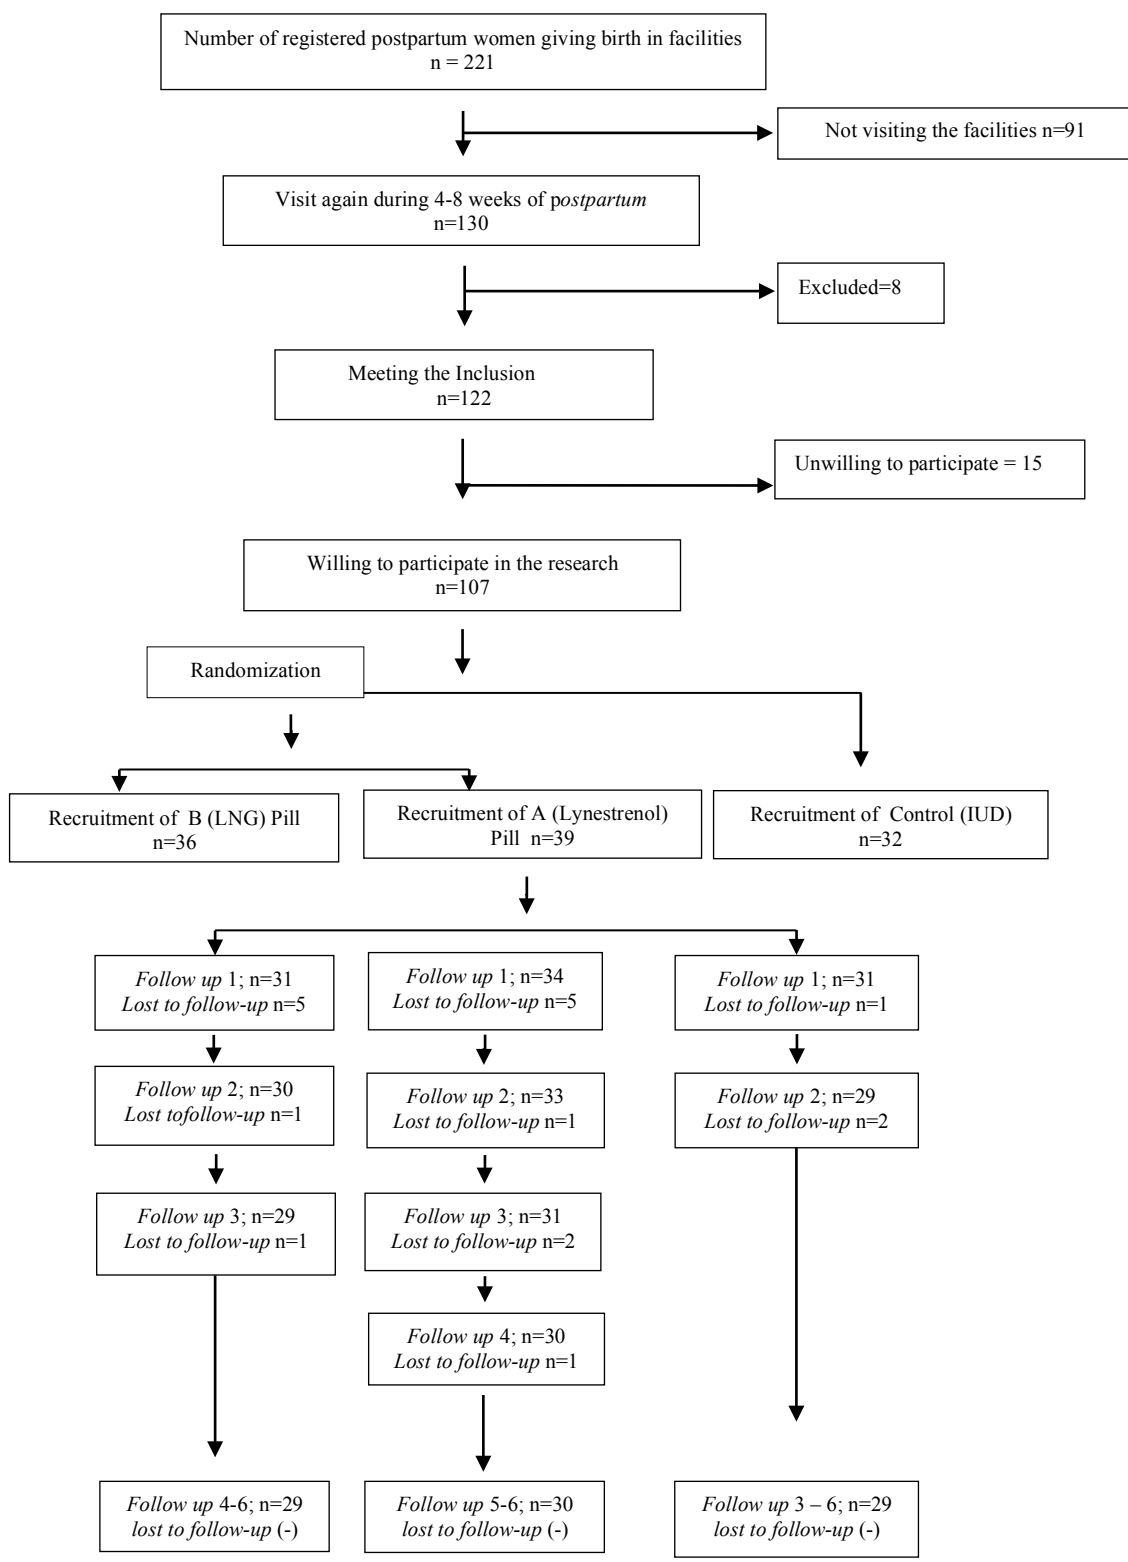 Number of registered postpartum women giving birth in facilities
n = 221
Not visiting the facilities n=91
Visit again during 4-8 weeks of postpartum
n=130
Excluded=8
Meeting the Inclusion
n=122
Unwilling to participate = 15
Willing to participate in the research
n=107
Randomization
Recruitment of B (LNG) Pill
n=36
Recruitment of A (Lynestrenol)
Pill n=39
Recruitment of Control (IUD)
n=32
Follow up 1; n=31
Lost to follow-up n=5
Follow up 1; n=34
Lost to follow-up n=5
Follow up 1; n=31
Lost to follow-up n=1
Follow up 2; n=30
Lost tofollow-up n=1
Follow up 2; n=33
Lost to follow-up n=1
Follow up 2; n=29
Lost to follow-up n=2
Follow up 3; n=29
Lost to follow-up n=1
Follow up 3; n=31
Lost to follow-up n=2
Follow up 4; n=30
Lost to follow-up n=1
Follow up 4-6; n=29
lost to follow-up (-)
Follow up 5-6; n=30
lost to follow-up (-)
Follow up 3 – 6; n=29
lost to follow-up (-)